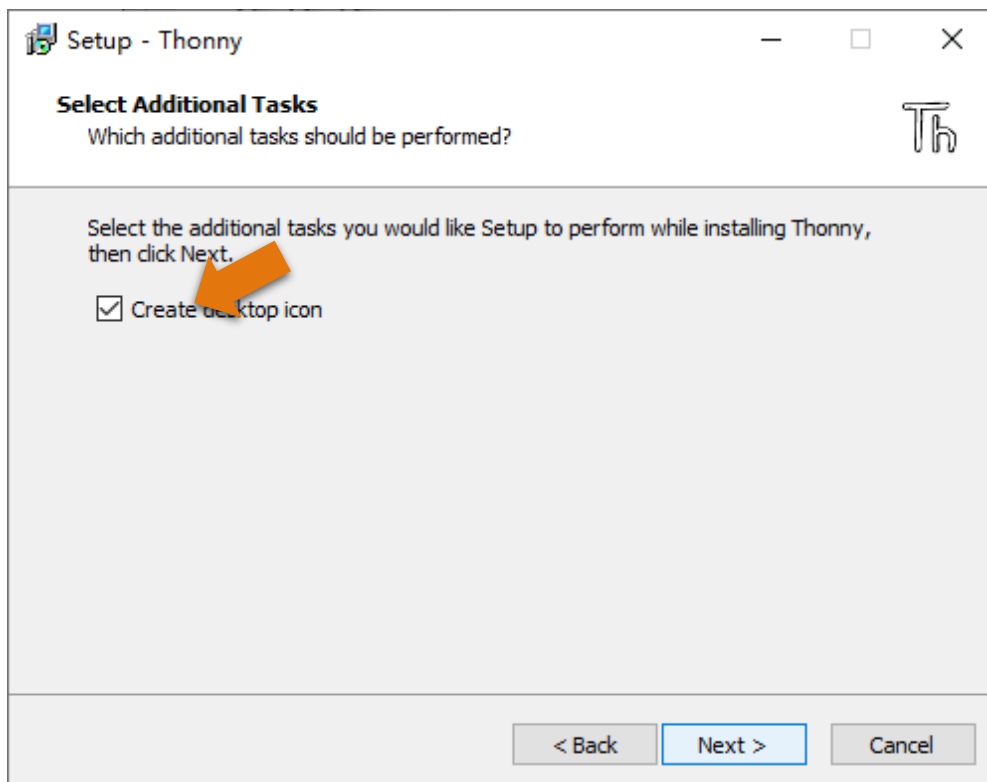 Setup - Thonny
Select Additional Tasks
Which additional tasks should be performed?
Th
Select the additional tasks you would like Setup to perform while installing Thonny,
then click Next.
Create desktop icon
< Back
Next >
Cancel